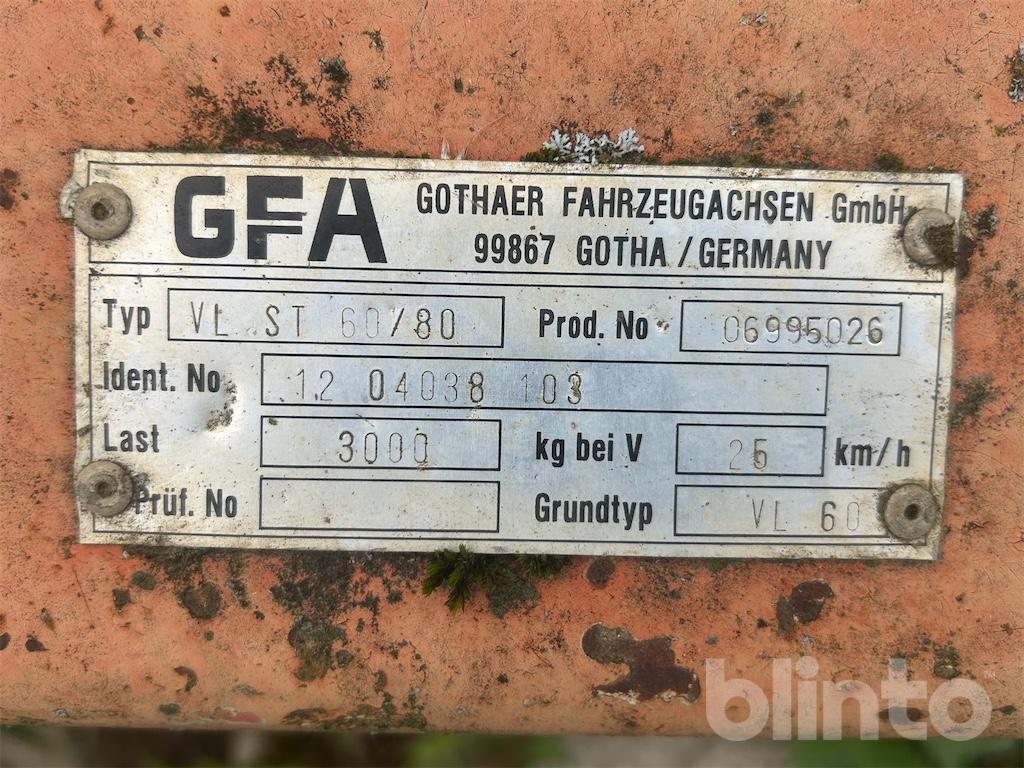 GFA GOTHAER FAHRZEUGACHSEN GmbH
99867 GOTHA / GERMANY
Typ VL ST 60/80 Prod. No 06995026
Ident. No 12 04038 103
Last 3000 kg bei V 25 km/h
Prüf. No Grundtyp VL 60
blinto™